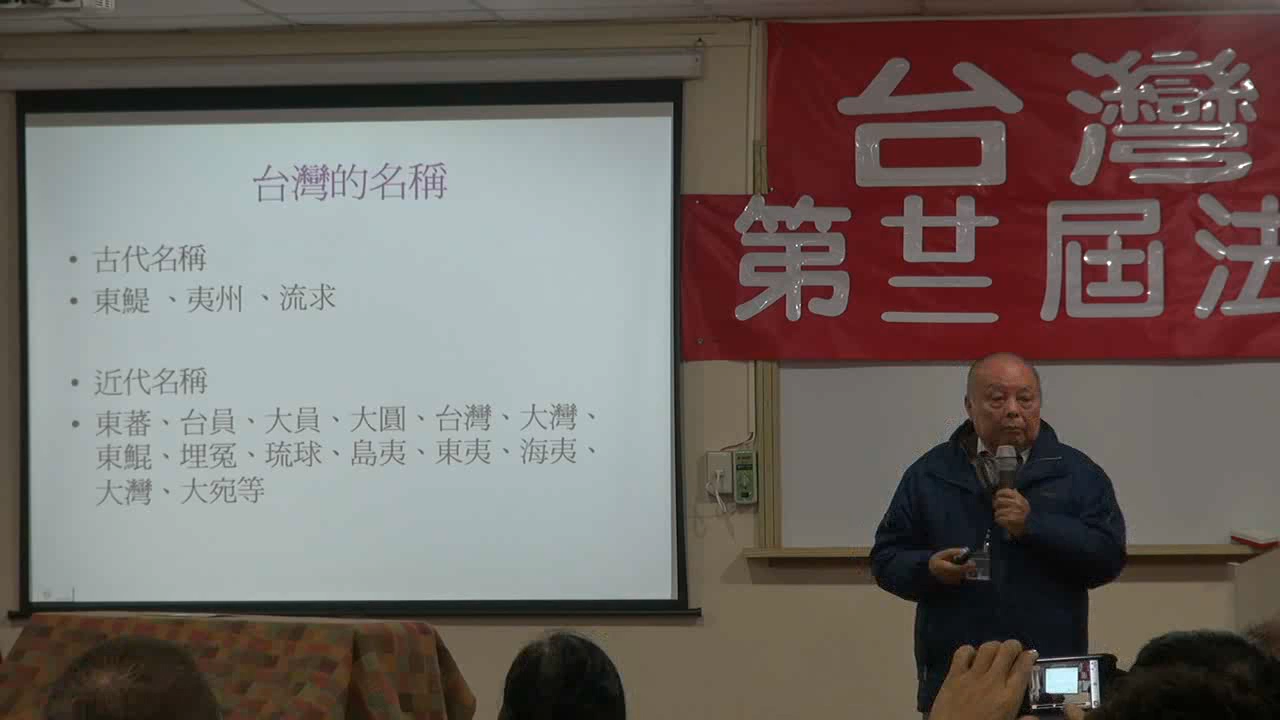 台灣的名稱
• 古代名稱
• 東鯷、夷州、流求
• 近代名稱
• 東蕃、台員、大員、大圓、台灣、大灣、
東鯤、埋冤、琉球、島夷、東夷、海夷、
大灣、大宛等
台灣
第廿二屆法